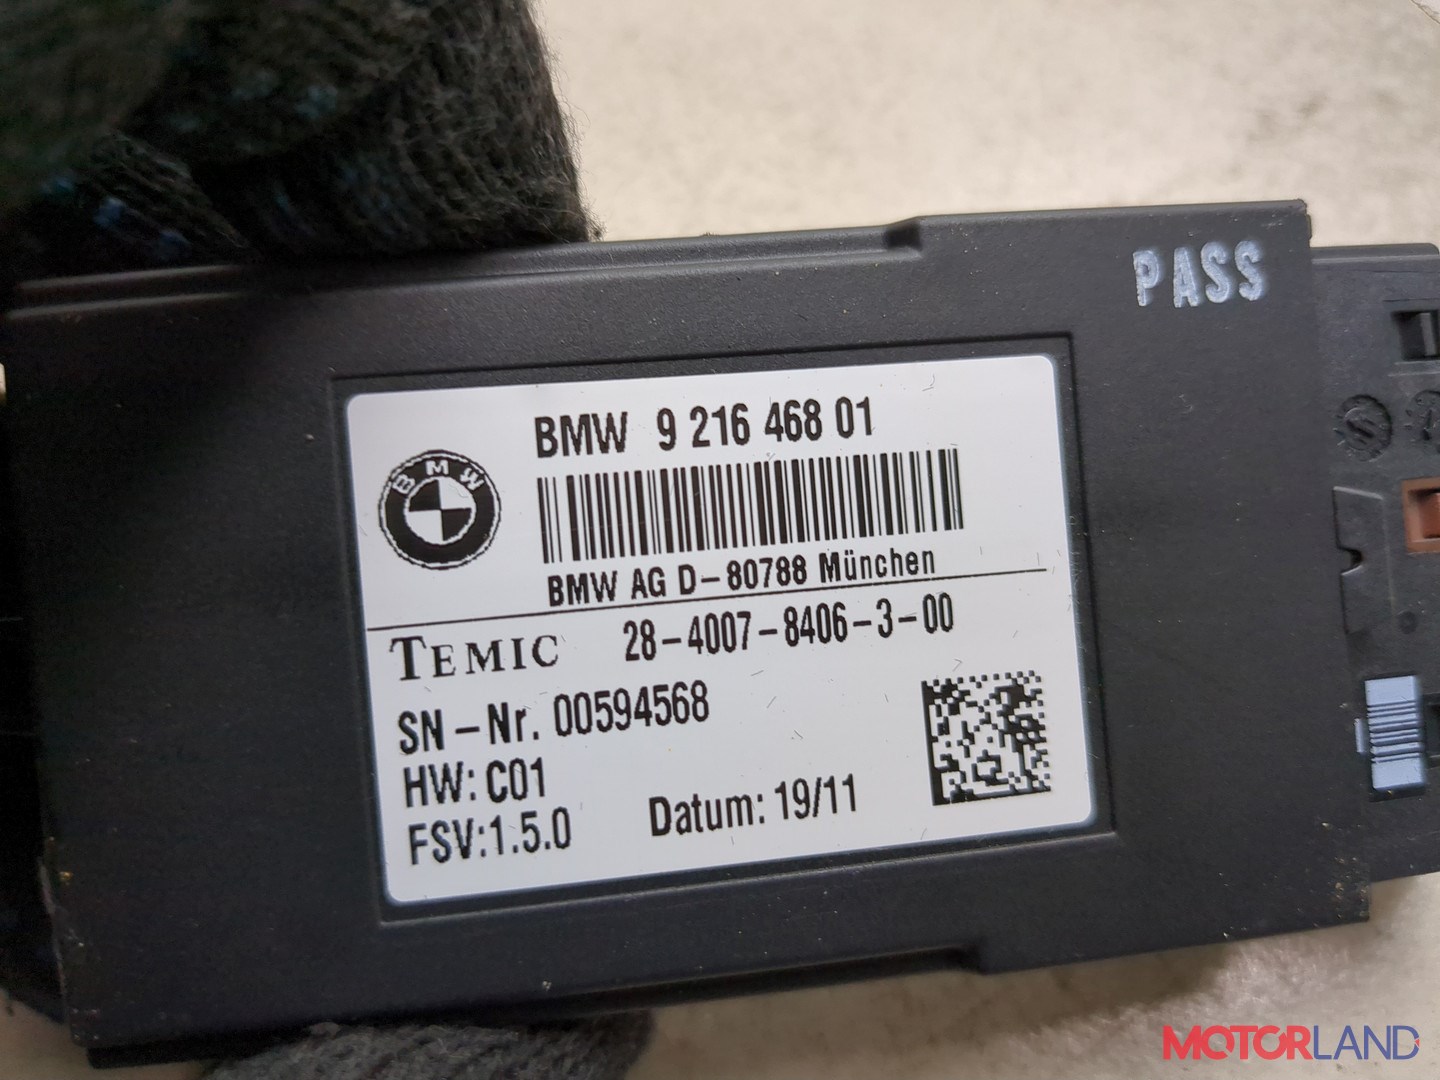 PASS
BMW 9 216 468 01
BMW
BMW AG D-80788 München
TEMIC 28-4007-8406-3-00
SN-Nr. 00594568
HW: C01
FSV:1.5.0 Datum: 19/11
MOTORLAND